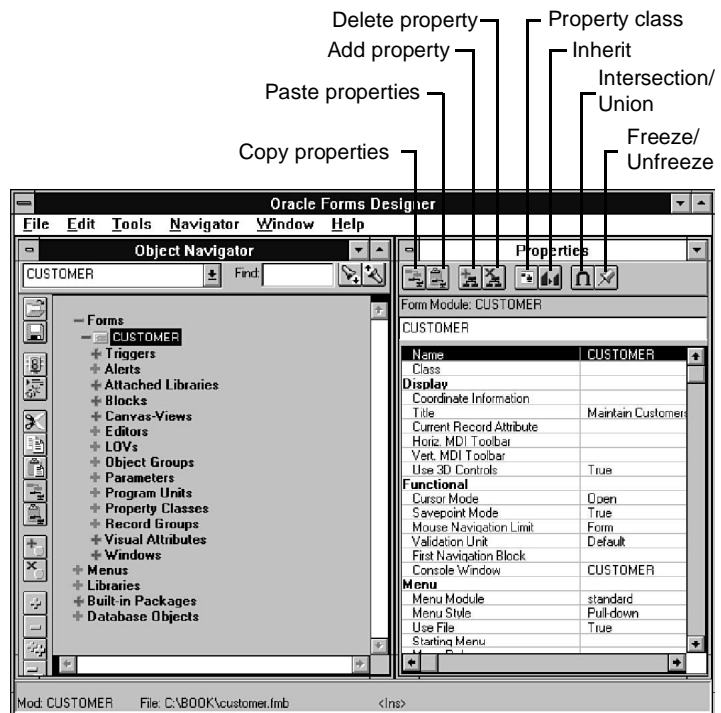 Delete property
Property class
Add property
Inherit
Paste properties
Intersection/
Union
Copy properties
Freeze/
Unfreeze
Oracle Forms Designer
File Edit Tools Navigator Window Help
Object Navigator
CUSTOMER
Find:
Forms
CUSTOMER
Triggers
Alerts
Attached Libraries
Blocks
Canvas-Views
Editors
LOVs
Object Groups
Parameters
Program Units
Property Classes
Record Groups
Visual Attributes
Windows
Menus
Libraries
Built-in Packages
Database Objects
Properties
Form Module: CUSTOMER
CUSTOMER
Name CUSTOMER
Class
Display
Coordinate Information
Title Maintain Customers
Current Record Attribute
Horiz. MDI Toolbar
Vert. MDI Toolbar
Use 3D Controls True
Functional
Cursor Mode Open
Savepoint Mode True
Mouse Navigation Limit Form
Validation Unit Default
First Navigation Block
Console Window CUSTOMER
Menu
Menu Module standard
Menu Style Pull-down
Use File True
Starting Menu
Mod: CUSTOMER File: C:\BOOK\customer.fmb <Ins>